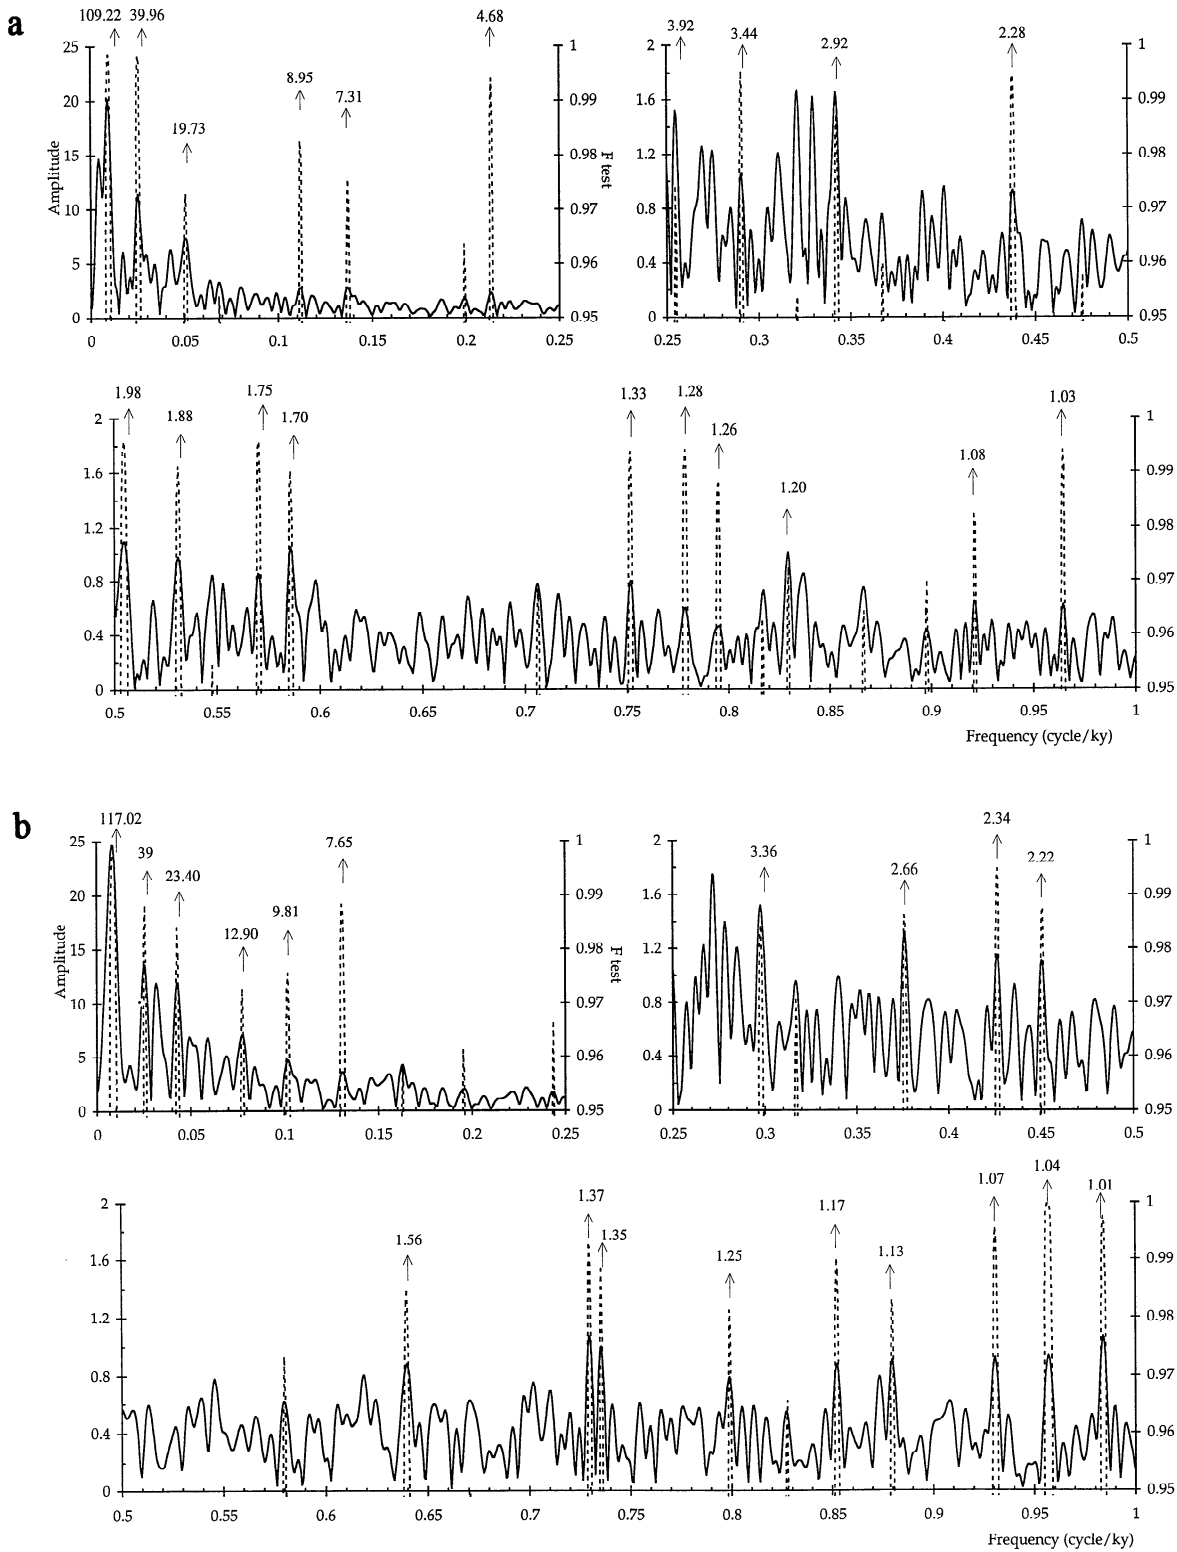 a
109.22 39.96 4.68
3.92 3.44 2.92 2.28
8.95
7.31
19.73
25 1 2 1
20 0.99 1.6 0.99
15 0.98 1.2 0.98
10 0.97 0.8 0.97
5 0.96 0.4 0.96
0 0.95 0 0.95
Amplitude
F test
0 0.05 0.1 0.15 0.2 0.25
0.25 0.3 0.35 0.4 0.45 0.5
1.98 1.88 1.75 1.70 1.33 1.28 1.26 1.20 1.08 1.03
2 1
1.6 0.99
1.2 0.98
0.8 0.97
0.4 0.96
0 0.95
0.5 0.55 0.6 0.65 0.7 0.75 0.8 0.85 0.9 0.95 1
Frequency (cycle/ky)
b
117.02 39 23.40 12.90 9.81 7.65
3.36 2.66 2.34 2.22
25 1 2 1
20 0.99 1.6 0.99
15 0.98 1.2 0.98
10 0.97 0.8 0.97
5 0.96 0.4 0.96
0 0.95 0 0.95
Amplitude
F test
0 0.05 0.1 0.15 0.2 0.25
0.25 0.3 0.35 0.4 0.45 0.5
1.56 1.37 1.35 1.25 1.17 1.13 1.07 1.04 1.01
2 1
1.6 0.99
1.2 0.98
0.8 0.97
0.4 0.96
0 0.95
0.5 0.55 0.6 0.65 0.7 0.75 0.8 0.85 0.9 0.95 1
Frequency (cycle/ky)